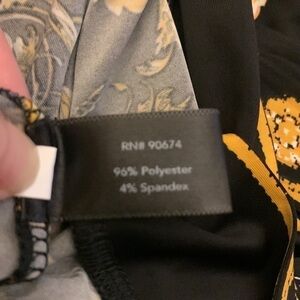 RN# 90674
96% Polyester
4% Spandex